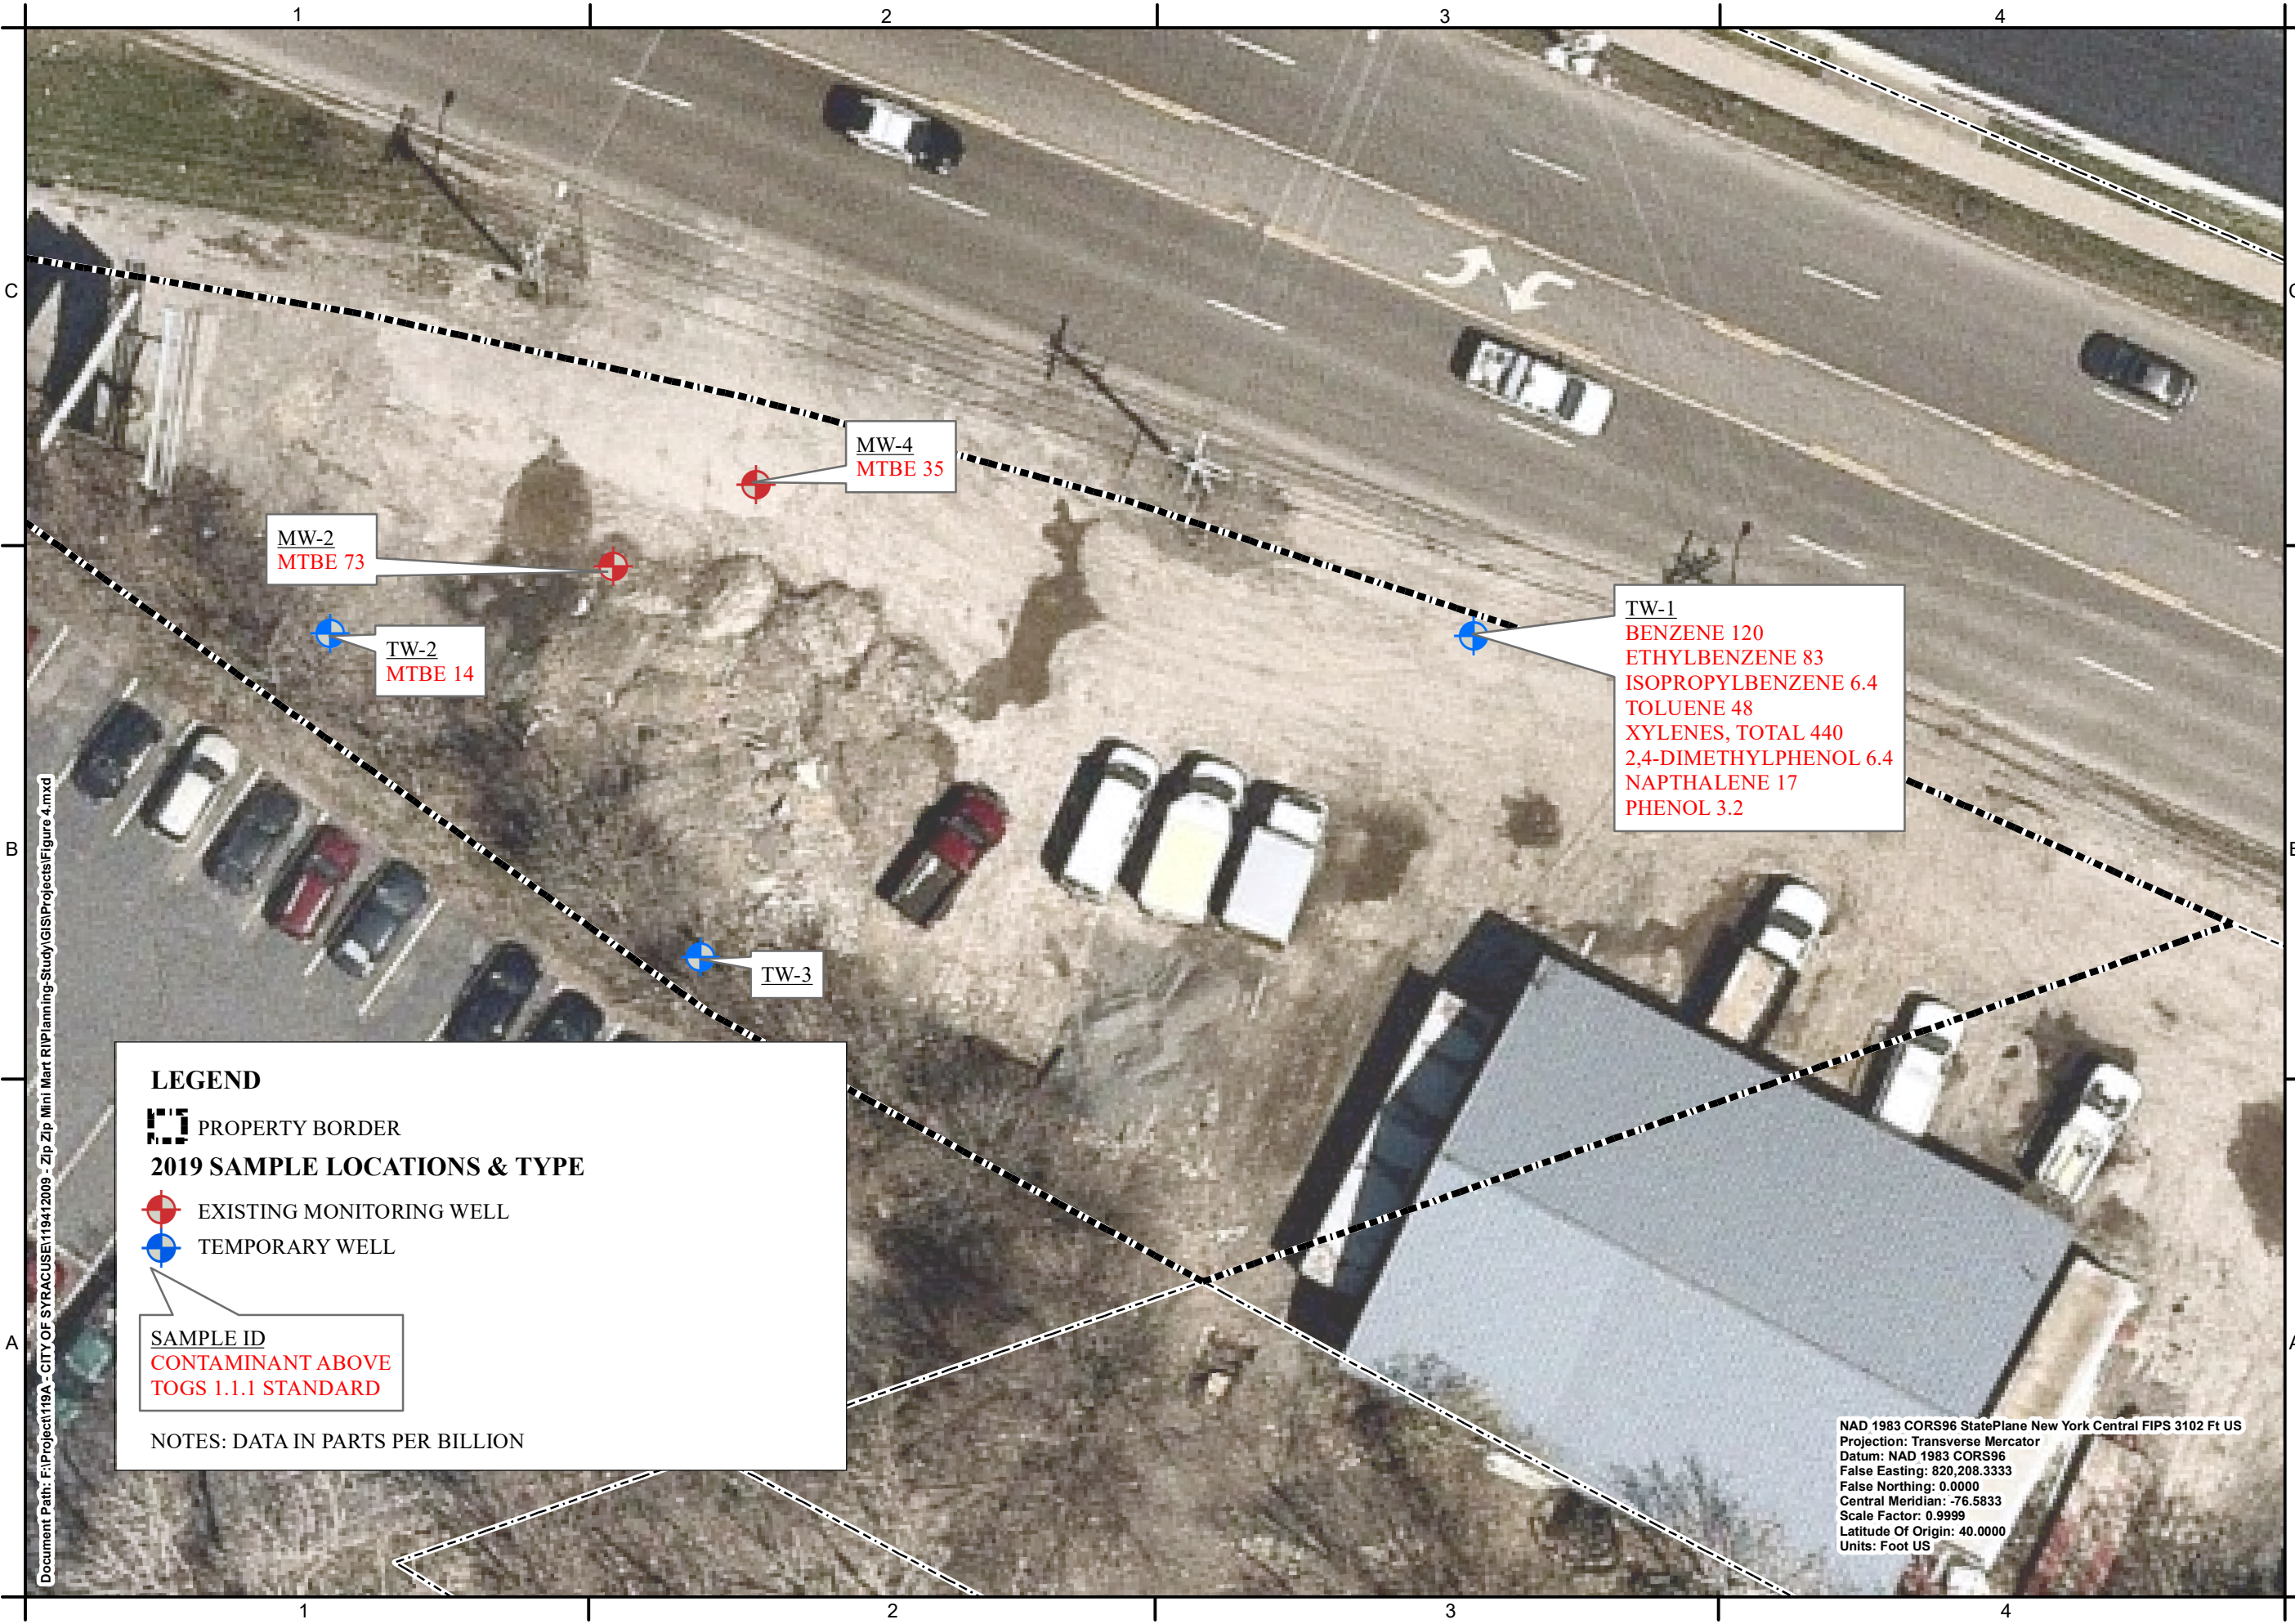 1 2 3 4
C
MW-4
MTBE 35
MW-2
MTBE 73
TW-2
MTBE 14
TW-1
BENZENE 120
ETHYLBENZENE 83
ISOPROPYLBENZENE 6.4
TOLUENE 48
XYLENES, TOTAL 440
2,4-DIMETHYLPHENOL 6.4
NAPTHALENE 17
PHENOL 3.2
B
TW-3
LEGEND
PROPERTY BORDER
2019 SAMPLE LOCATIONS & TYPE
EXISTING MONITORING WELL
TEMPORARY WELL
A
SAMPLE ID
CONTAMINANT ABOVE
TOGS 1.1.1 STANDARD
NOTES: DATA IN PARTS PER BILLION
Document Path: F:\Project\119A - CITY OF SYRACUSE\119412009 - Zip Zip Mini Mart RI\Planning-Study\GIS\Projects\Figure 4.mxd
NAD 1983 CORS96 StatePlane New York Central FIPS 3102 Ft US
Projection: Transverse Mercator
Datum: NAD 1983 CORS96
False Easting: 820,208.3333
False Northing: 0.0000
Central Meridian: -76.5833
Scale Factor: 0.9999
Latitude Of Origin: 40.0000
Units: Foot US
1 2 3 4